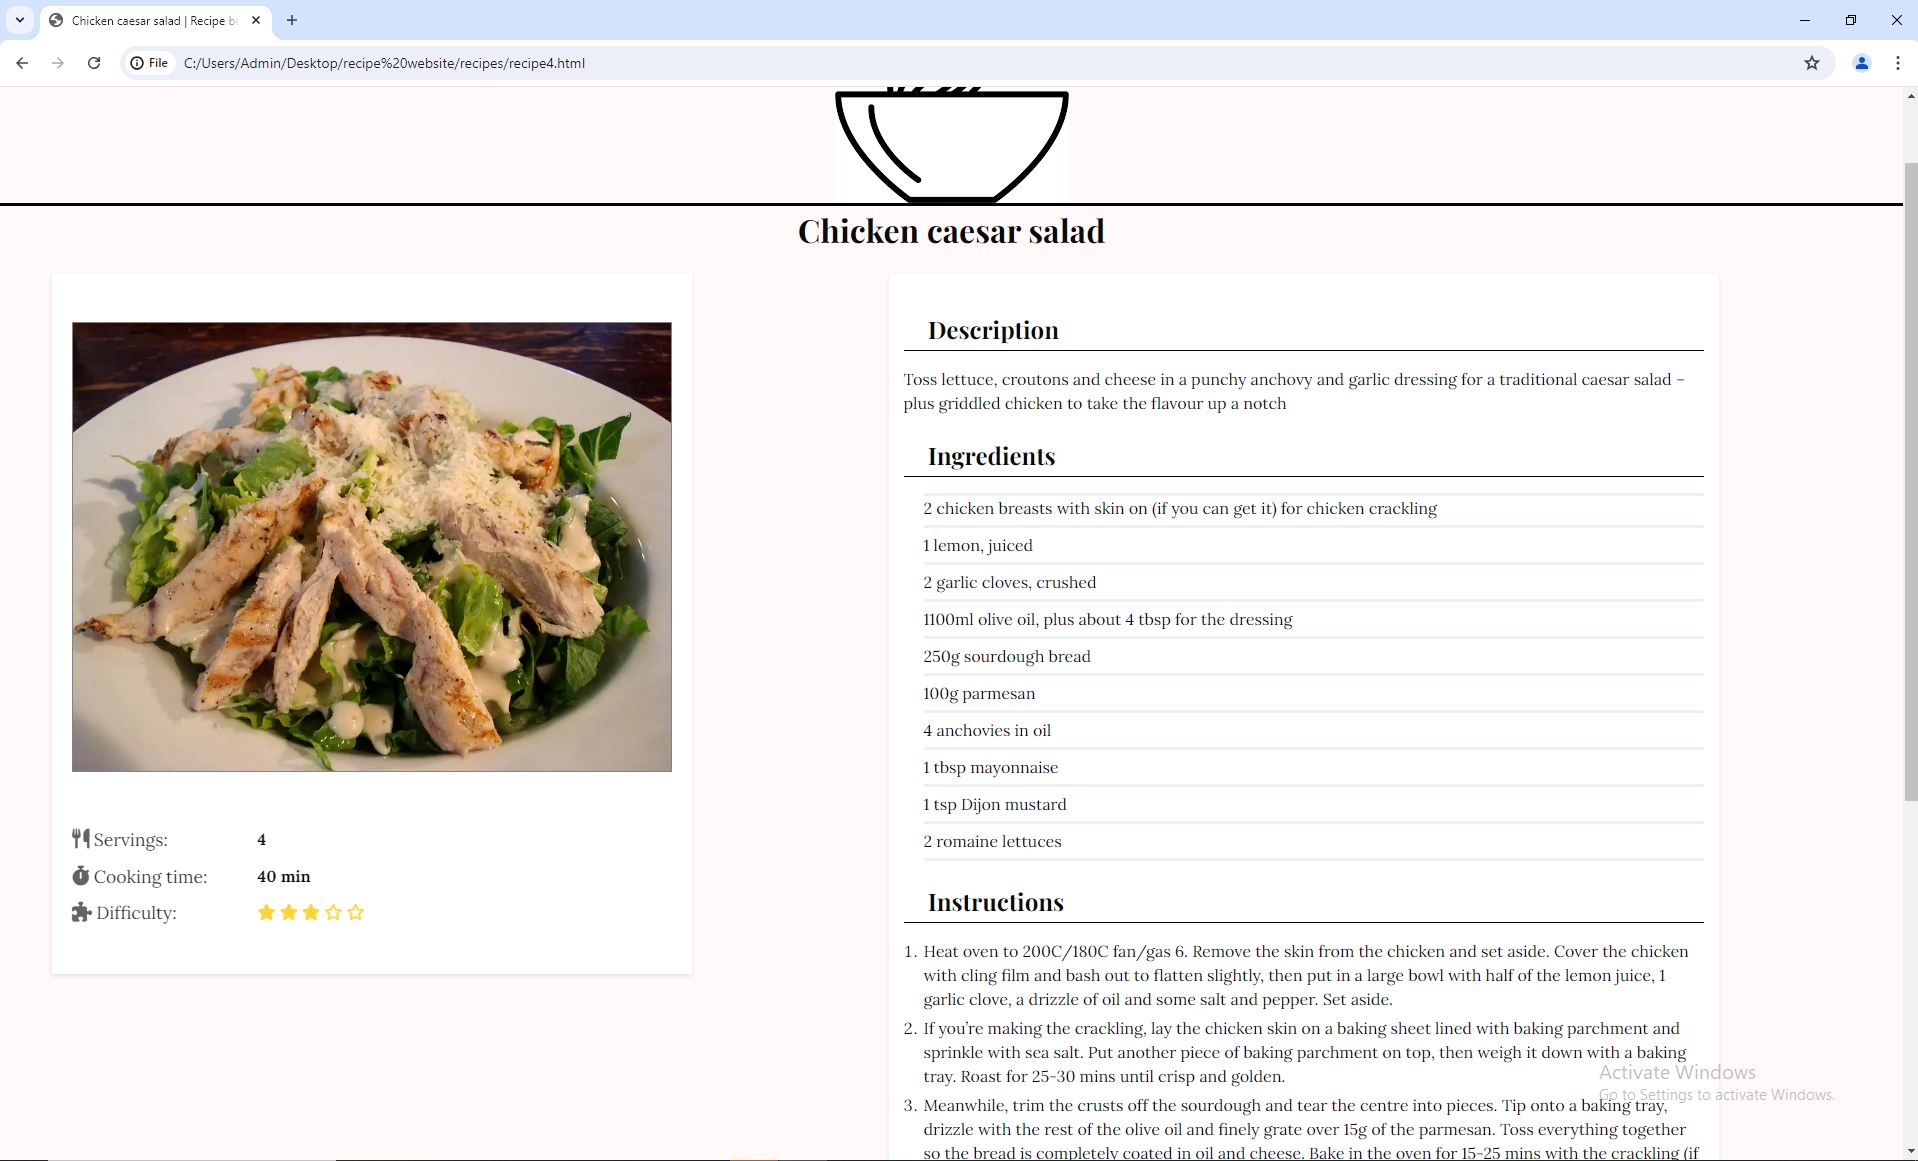 Chicken caesar salad | Recipe b
File
C:/Users/Admin/Desktop/recipe%20website/recipes/recipe4.html
Chicken caesar salad
Servings: 4
Cooking time: 40 min
Difficulty:
Description
Toss lettuce, croutons and cheese in a punchy anchovy and garlic dressing for a traditional caesar salad –
plus griddled chicken to take the flavour up a notch
Ingredients
2 chicken breasts with skin on (if you can get it) for chicken crackling
1 lemon, juiced
2 garlic cloves, crushed
1100ml olive oil, plus about 4 tbsp for the dressing
250g sourdough bread
100g parmesan
4 anchovies in oil
1 tbsp mayonnaise
1 tsp Dijon mustard
2 romaine lettuces
Instructions
1. Heat oven to 200C/180C fan/gas 6. Remove the skin from the chicken and set aside. Cover the chicken
with cling film and bash out to flatten slightly, then put in a large bowl with half of the lemon juice, 1
garlic clove, a drizzle of oil and some salt and pepper. Set aside.
2. If you’re making the crackling, lay the chicken skin on a baking sheet lined with baking parchment and
sprinkle with sea salt. Put another piece of baking parchment on top, then weigh it down with a baking
tray. Roast for 25-30 mins until crisp and golden.
3. Meanwhile, trim the crusts off the sourdough and tear the centre into pieces. Tip onto a baking tray,
drizzle with the rest of the olive oil and finely grate over 15g of the parmesan. Toss everything together
so the bread is completely coated in oil and cheese. Bake in the oven for 15-25 mins with the crackling (if
Activate Windows
Go to Settings to activate Windows.